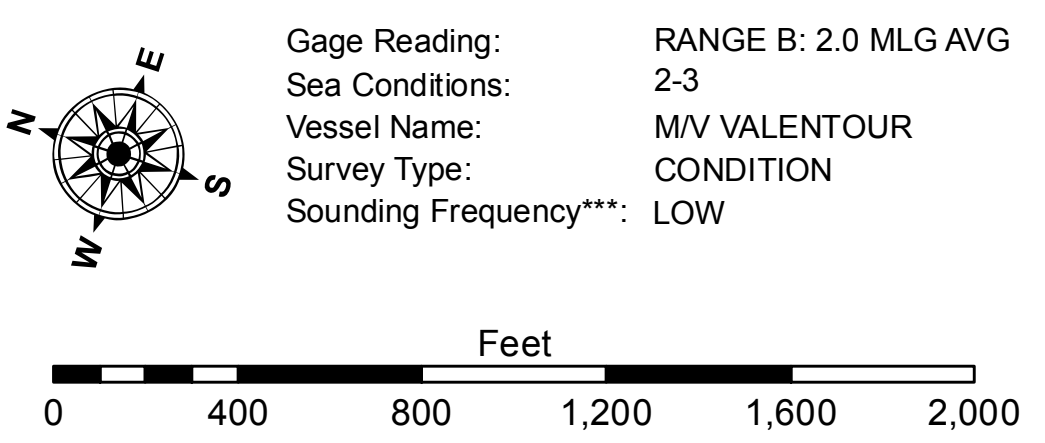 E
N
S
W
Gage Reading: RANGE B: 2.0 MLG AVG
Sea Conditions: 2-3
Vessel Name: M/V VALENTOUR
Survey Type: CONDITION
Sounding Frequency***: LOW
Feet
0 400 800 1,200 1,600 2,000